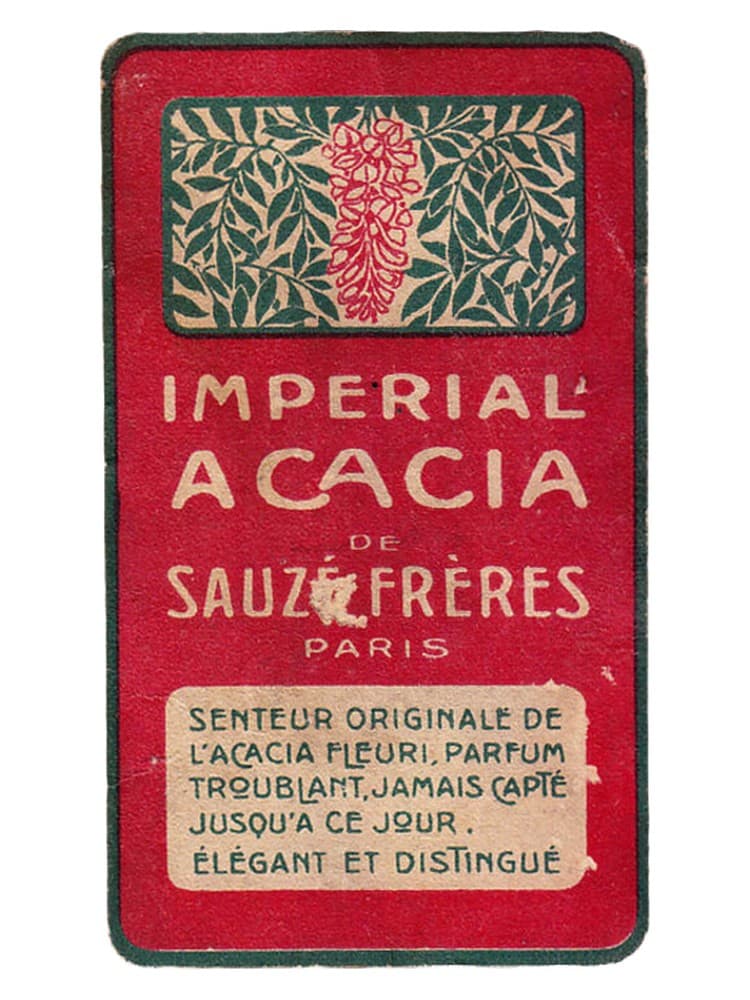 IMPERIAL
ACACIA
DE
SAUZÉ FRÈRES
PARIS
SENTEUR ORIGINALE DE
L'ACACIA FLEURI, PARFUM
TROUBLANT, JAMAIS CAPTÉ
JUSQU'A CE JOUR.
ÉLÉGANT ET DISTINGUÉ